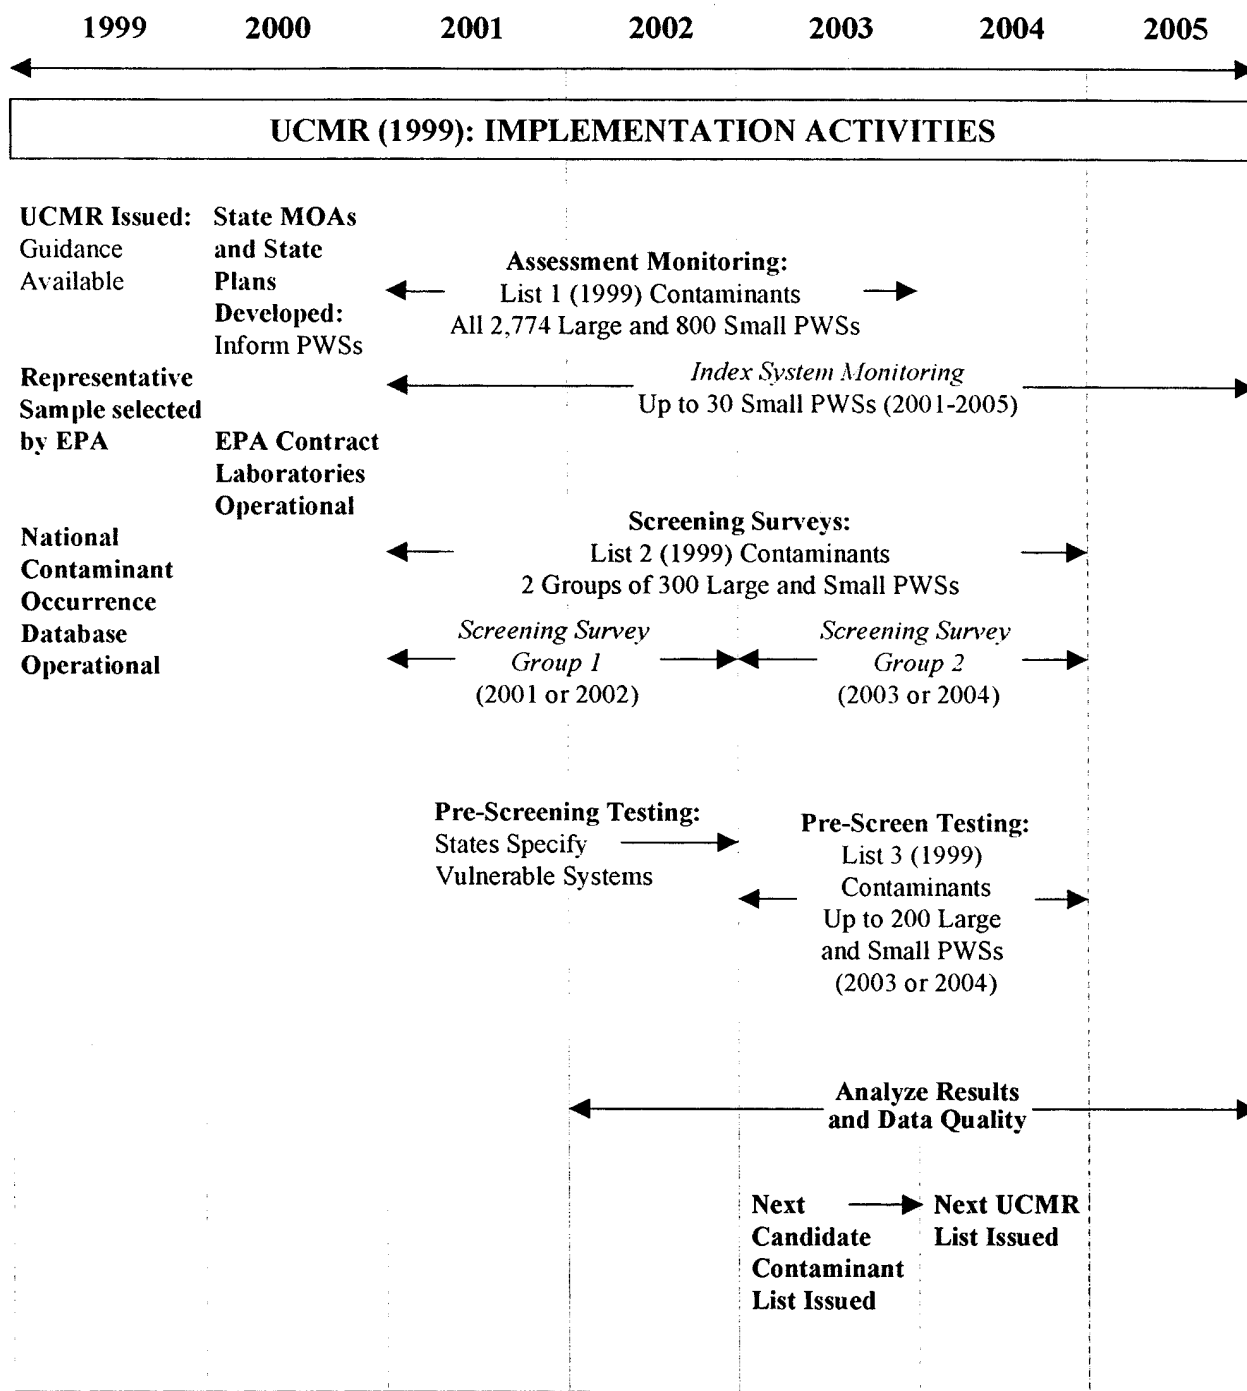 1999 2000 2001 2002 2003 2004 2005
UCMR (1999): IMPLEMENTATION ACTIVITIES
UCMR Issued:
Guidance
Available
State MOAs
and State
Plans
Developed:
Inform PWSs
Assessment Monitoring:
List 1 (1999) Contaminants
All 2,774 Large and 800 Small PWSs
Representative
Sample selected
by EPA
Index System Monitoring
Up to 30 Small PWSs (2001-2005)
EPA Contract
Laboratories
Operational
National
Contaminant
Occurrence
Database
Operational
Screening Surveys:
List 2 (1999) Contaminants
2 Groups of 300 Large and Small PWSs
Screening Survey
Group 1
(2001 or 2002)
Screening Survey
Group 2
(2003 or 2004)
Pre-Screening Testing:
States Specify
Vulnerable Systems
Pre-Screen Testing:
List 3 (1999)
Contaminants
Up to 200 Large
and Small PWSs
(2003 or 2004)
Analyze Results
and Data Quality
Next
Candidate
Contaminant
List Issued
Next UCMR
List Issued